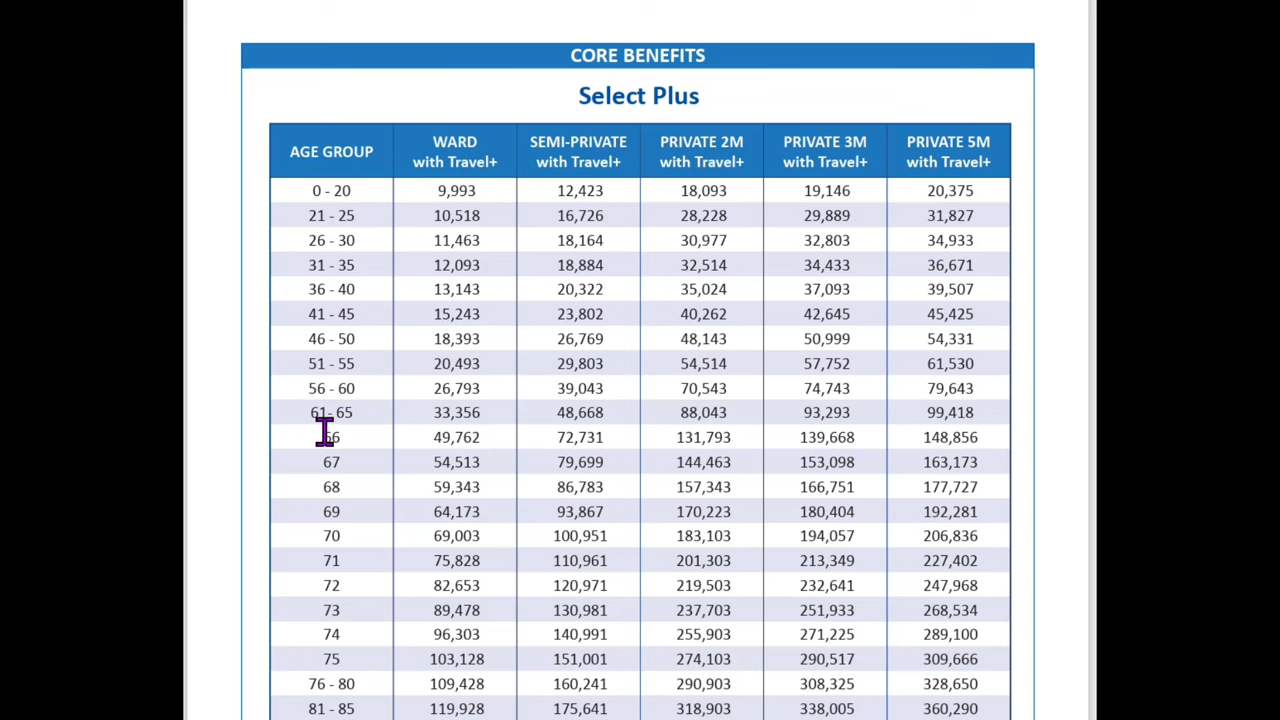 CORE BENEFITS
Select Plus
AGE GROUP WARD with Travel+ SEMI-PRIVATE with Travel+ PRIVATE 2M with Travel+ PRIVATE 3M with Travel+ PRIVATE 5M with Travel+
0 - 20 9,993 12,423 18,093 19,146 20,375
21 - 25 10,518 16,726 28,228 29,889 31,827
26 - 30 11,463 18,164 30,977 32,803 34,933
31 - 35 12,093 18,884 32,514 34,433 36,671
36 - 40 13,143 20,322 35,024 37,093 39,507
41 - 45 15,243 23,802 40,262 42,645 45,425
46 - 50 18,393 26,769 48,143 50,999 54,331
51 - 55 20,493 29,803 54,514 57,752 61,530
56 - 60 26,793 39,043 70,543 74,743 79,643
61- 65 33,356 48,668 88,043 93,293 99,418
66 49,762 72,731 131,793 139,668 148,856
67 54,513 79,699 144,463 153,098 163,173
68 59,343 86,783 157,343 166,751 177,727
69 64,173 93,867 170,223 180,404 192,281
70 69,003 100,951 183,103 194,057 206,836
71 75,828 110,961 201,303 213,349 227,402
72 82,653 120,971 219,503 232,641 247,968
73 89,478 130,981 237,703 251,933 268,534
74 96,303 140,991 255,903 271,225 289,100
75 103,128 151,001 274,103 290,517 309,666
76 - 80 109,428 160,241 290,903 308,325 328,650
81 - 85 119,928 175,641 318,903 338,005 360,290